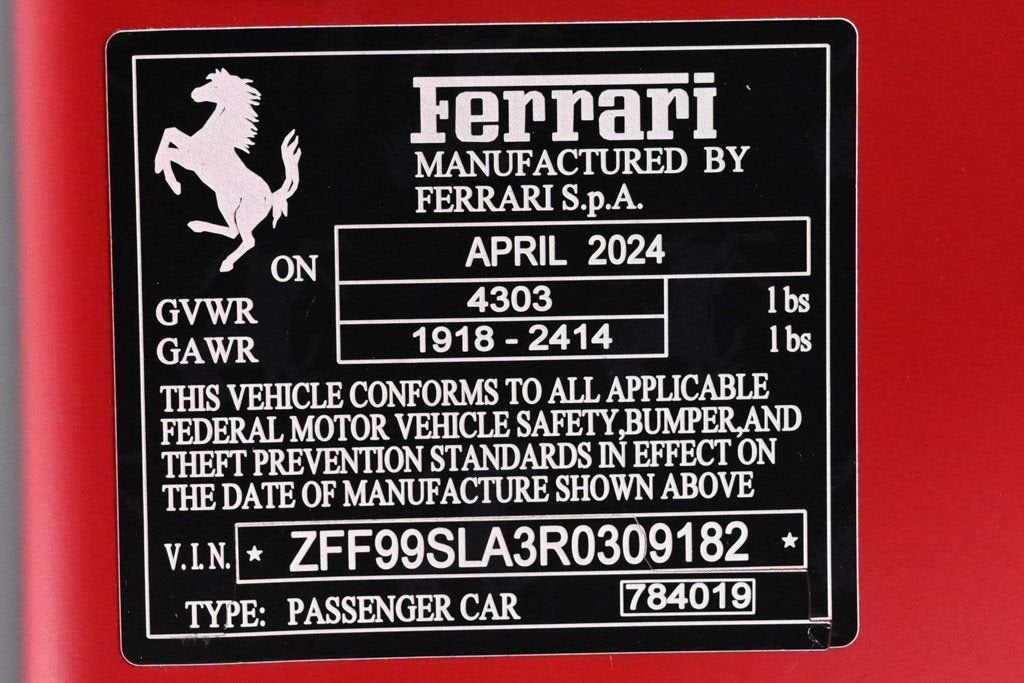 Ferrari
MANUFACTURED BY
FERRARI S.p.A.
ON APRIL 2024
GVWR 4303 lbs
GAWR 1918 - 2414 lbs
THIS VEHICLE CONFORMS TO ALL APPLICABLE
FEDERAL MOTOR VEHICLE SAFETY,BUMPER,AND
THEFT PREVENTION STANDARDS IN EFFECT ON
THE DATE OF MANUFACTURE SHOWN ABOVE
V.I.N. * ZFF99SLA3R0309182 *
TYPE: PASSENGER CAR 784019